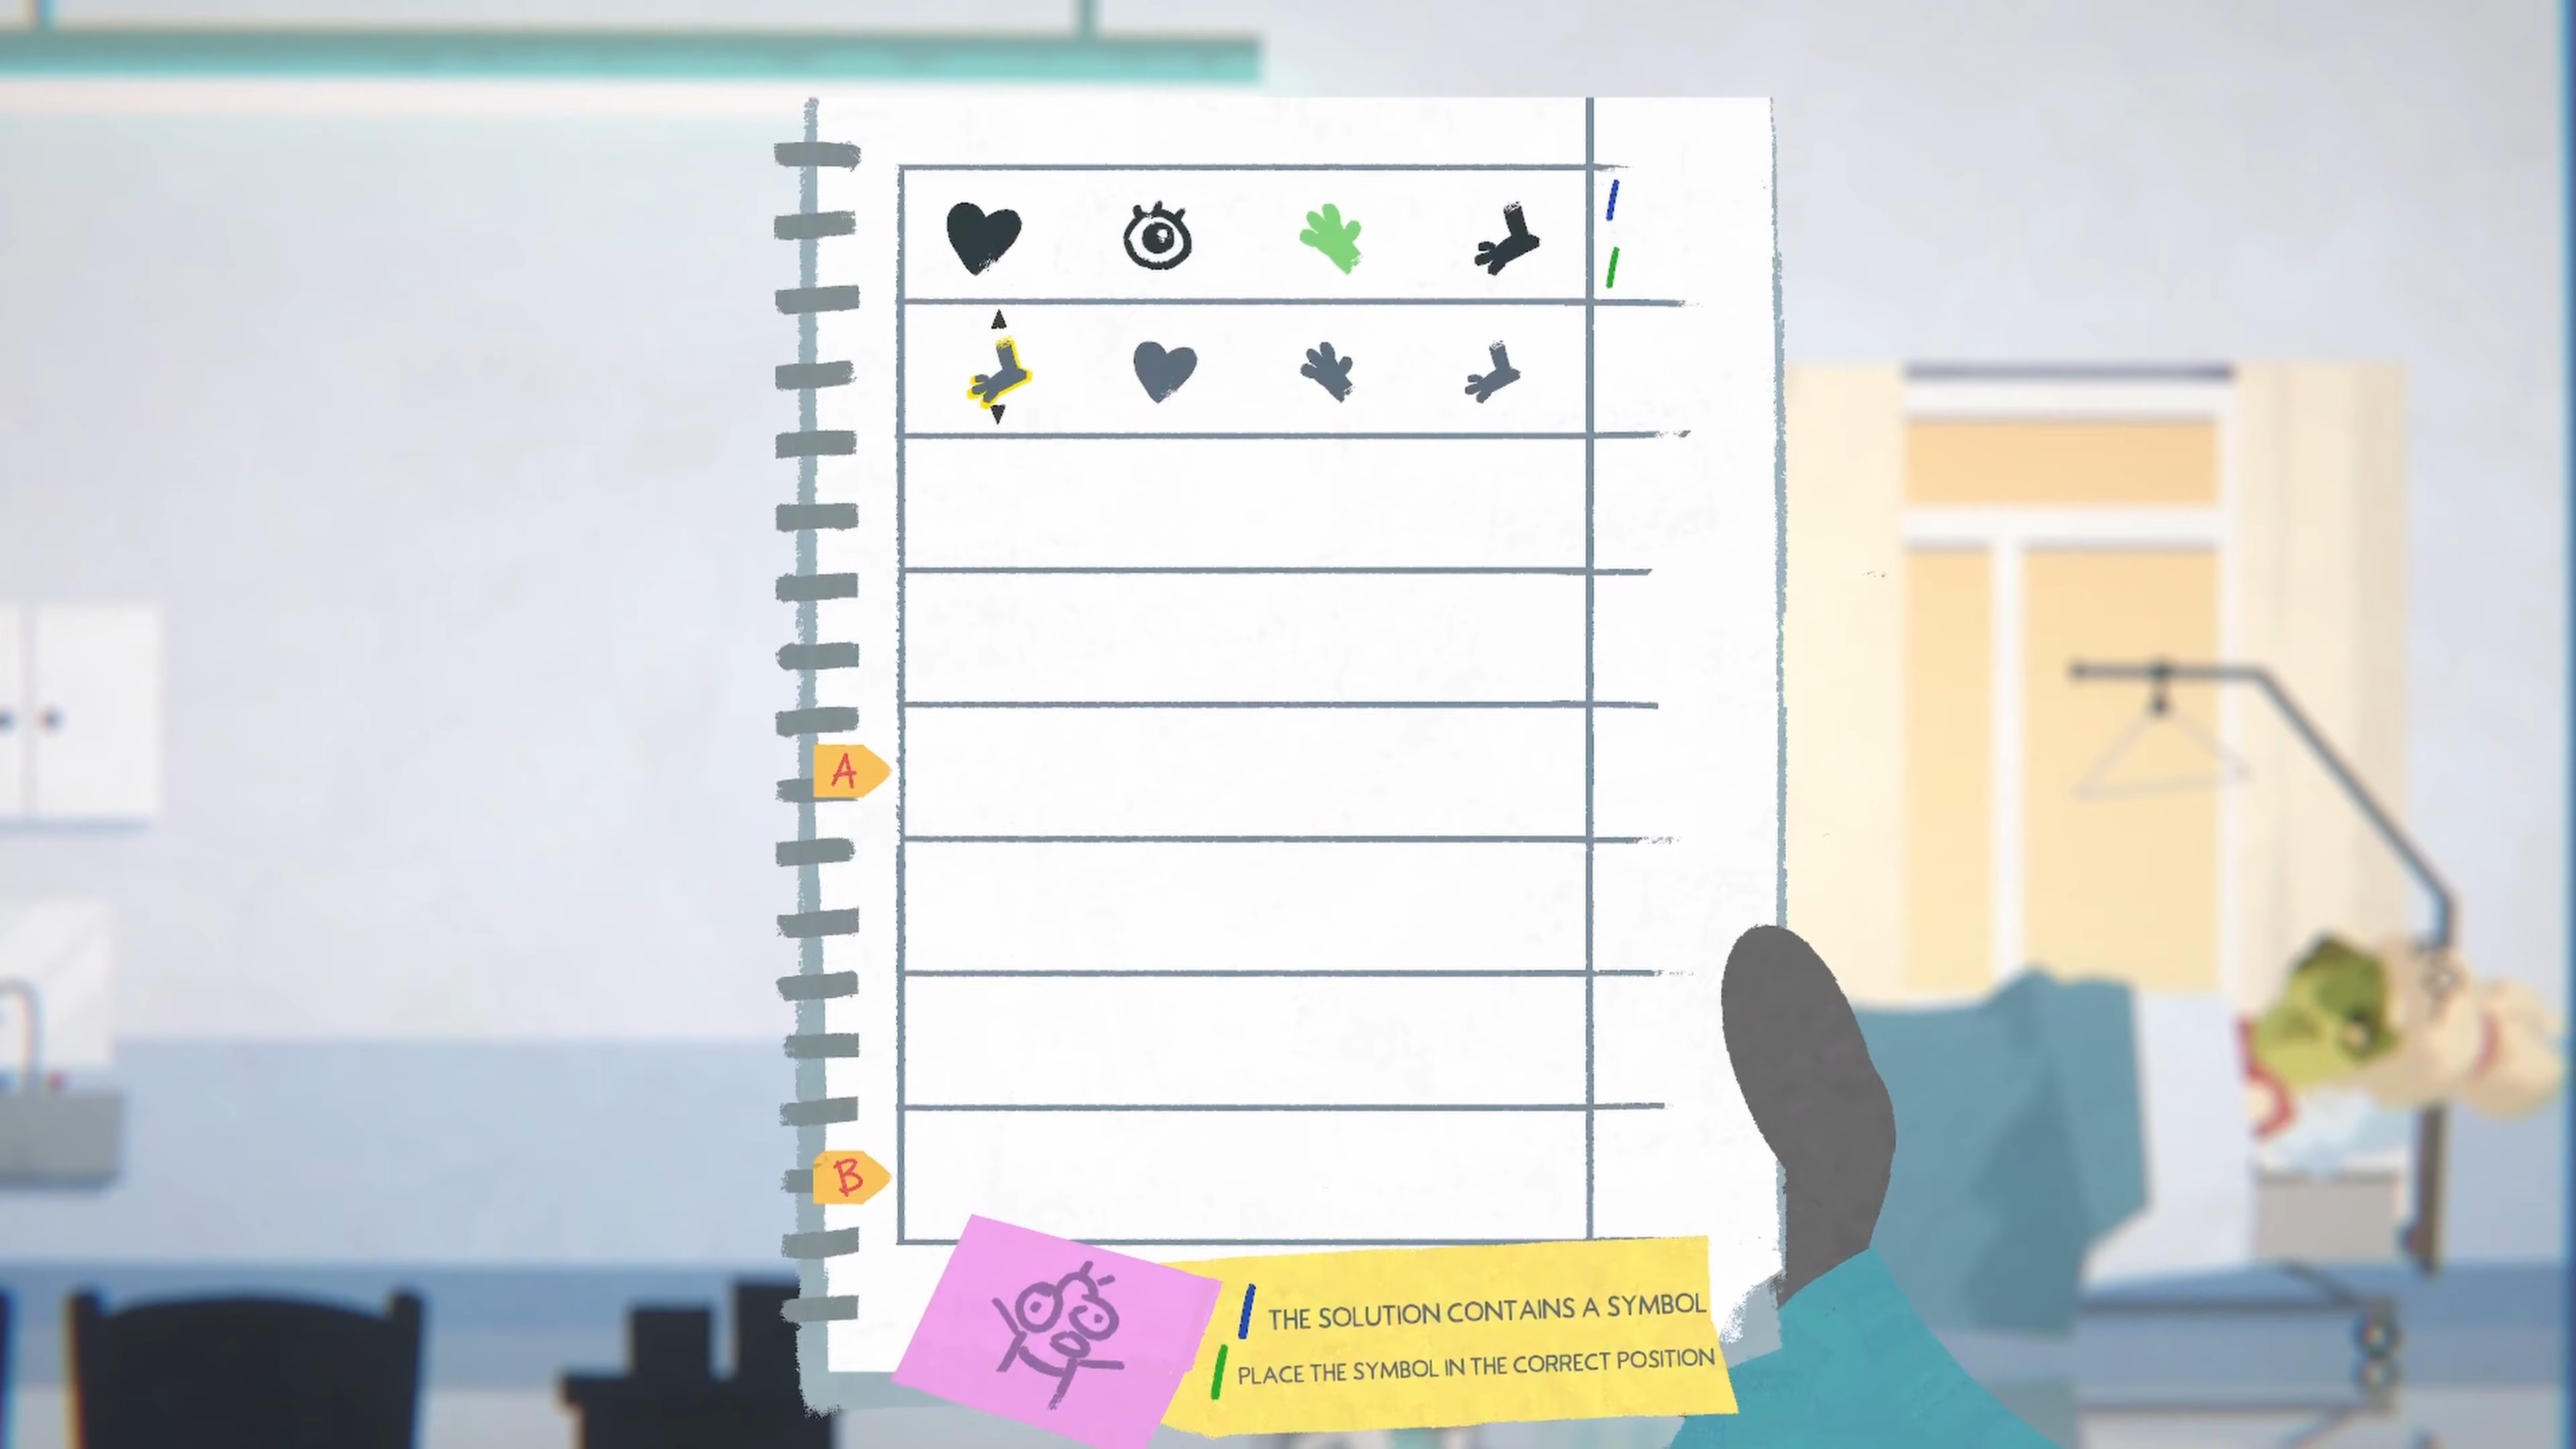 A
B
THE SOLUTION CONTAINS A SYMBOL
PLACE THE SYMBOL IN THE CORRECT POSITION